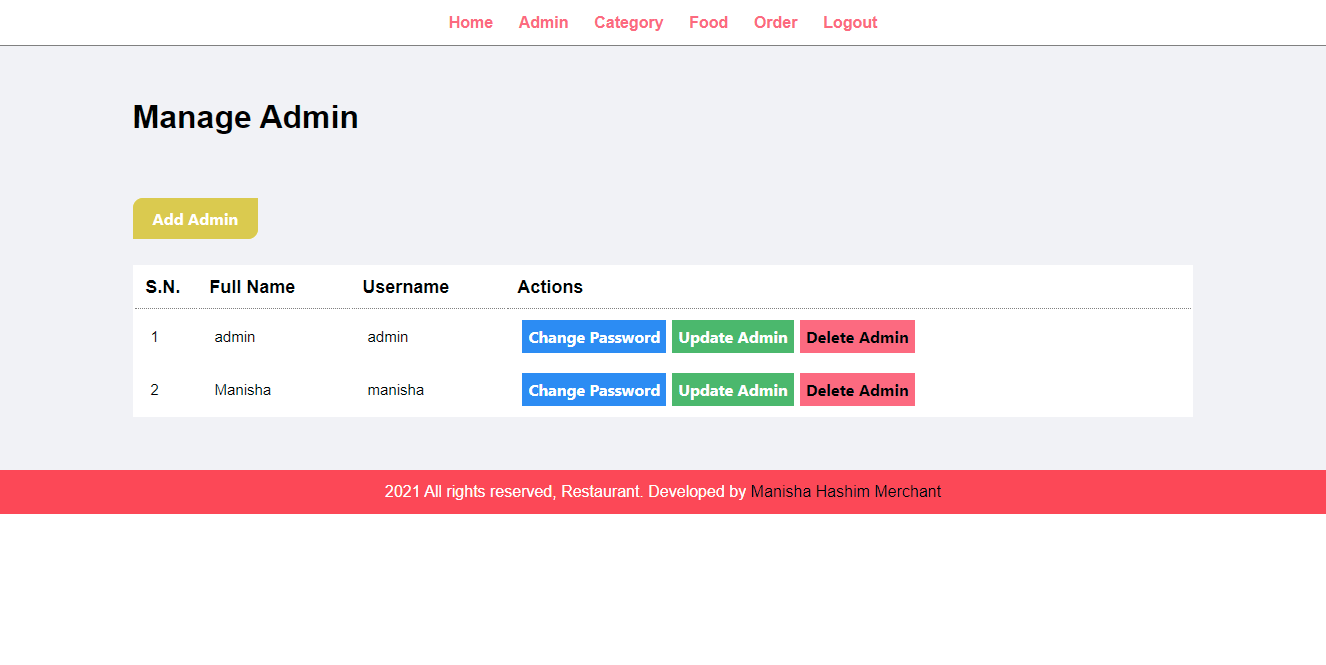 Home Admin Category Food Order Logout
Manage Admin
Add Admin
S.N. Full Name Username Actions
1 admin admin Change Password Update Admin Delete Admin
2 Manisha manisha Change Password Update Admin Delete Admin
2021 All rights reserved, Restaurant. Developed by Manisha Hashim Merchant